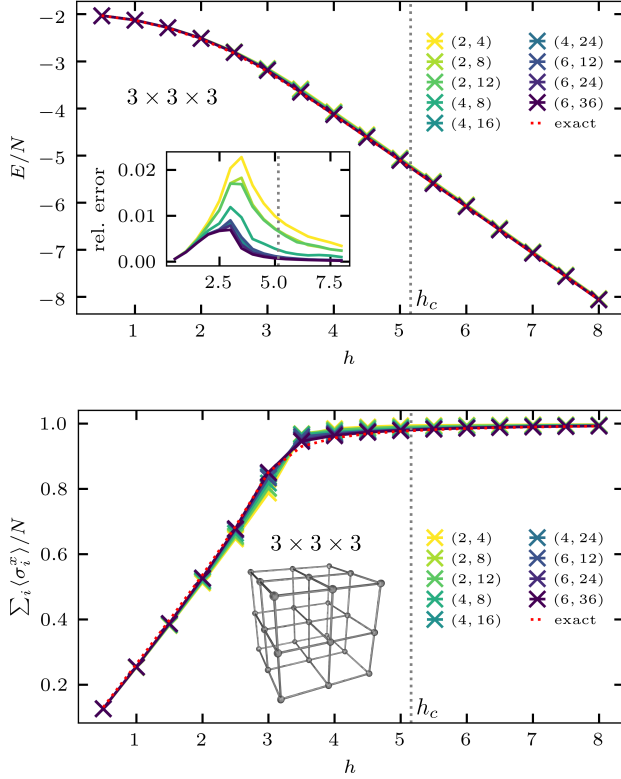 −2
−3
−4
−5
−6
−7
−8
E/N
3 × 3 × 3
(2, 4)
(2, 8)
(2, 12)
(4, 8)
(4, 16)
(4, 24)
(6, 12)
(6, 24)
(6, 36)
exact
rel. error
0.02
0.01
0.00
2.5 5.0 7.5
h_c
1 2 3 4 5 6 7 8
h
1.0
0.8
0.6
0.4
0.2
∑_i⟨σ_i^x⟩/N
3 × 3 × 3
(2, 4)
(2, 8)
(2, 12)
(4, 8)
(4, 16)
(4, 24)
(6, 12)
(6, 24)
(6, 36)
exact
h_c
1 2 3 4 5 6 7 8
h